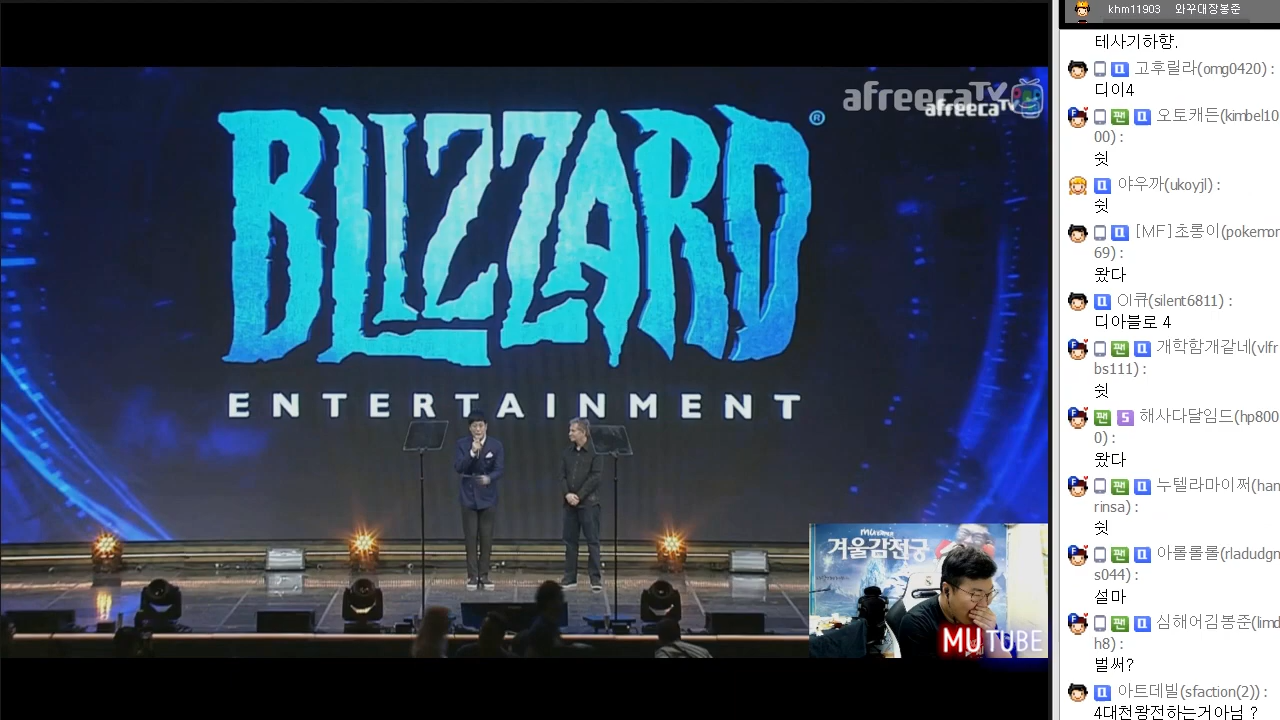 BLIZZARD®
ENTERTAINMENT
afreecaTV
afreecaTV
겨울감전궁
MUTUBE
khm11903 와꾸대장봉준
테사기하향.
고후릴라(omg0420) :
디이4
팬 오토캐든(kimbel10
00) :
쉿
야우까(ukoyjl) :
쉿
[MF]초롱이(pokemor
69) :
왔다
이큐(silent6811) :
디아블로 4
팬 개학함개같네(vlfr
bs111) :
쉿
팬 S 해사다달임드(hp800
0) :
왔다
팬 누텔라마이쩌(han
rinsa) :
쉿
팬 아롤롤롤(rladudgn
s044) :
설마
팬 심해어김봉준(limd
h8) :
벌써?
아트데빌(sfaction(2)) :
4대천왕전하는거아님 ?